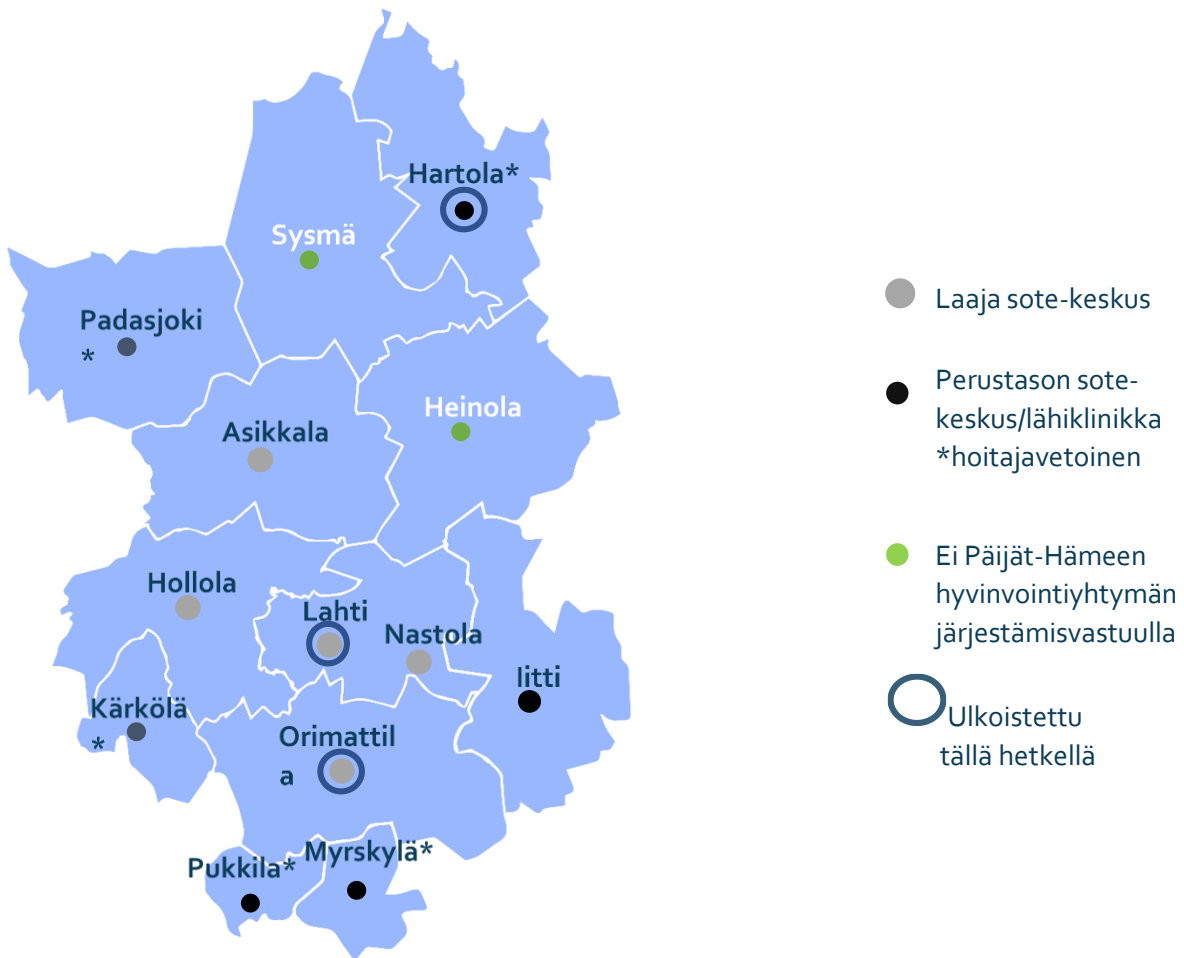 Hartola*
Sysmä
Padasjoki
*
Heinola
Asikkala
Hollola
Lahti
Nastola
Iitti
Kärkölä
*
Orimattil
a
Pukkila*
Myrskylä*
Laaja sote-keskus
Perustason sote-
keskus/lähiklinikka
*hoitajavetoinen
Ei Päijät-Hämeen
hyvinvointiyhtymän
järjestämisvastuulla
Ulkoistettu
tällä hetkellä